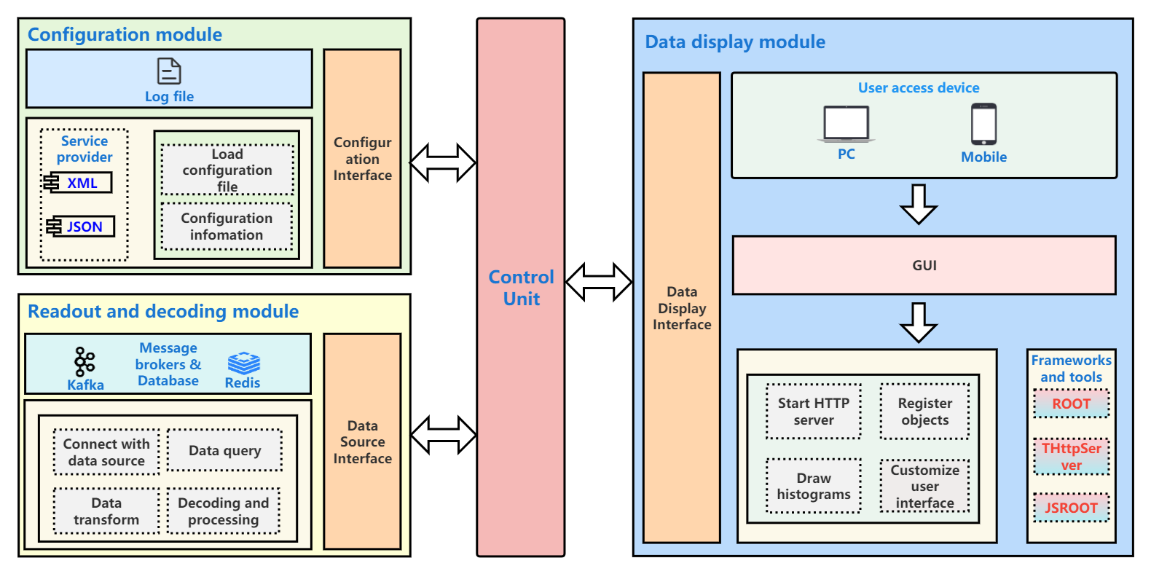 Configuration module
Log file
Service
provider
XML
JSON
Load
configuration
file
Configuration
infomation
Configur
ation
Interface
Readout and decoding module
Kafka
Message
brokers &
Database
Redis
Connect with
data source
Data query
Data
transform
Decoding and
processing
Data
Source
Interface
Control
Unit
Data display module
Data
Display
Interface
User access device
PC
Mobile
GUI
Start HTTP
server
Register
objects
Draw
histograms
Customize
user
interface
Frameworks
and tools
ROOT
THttpSer
ver
JSROOT